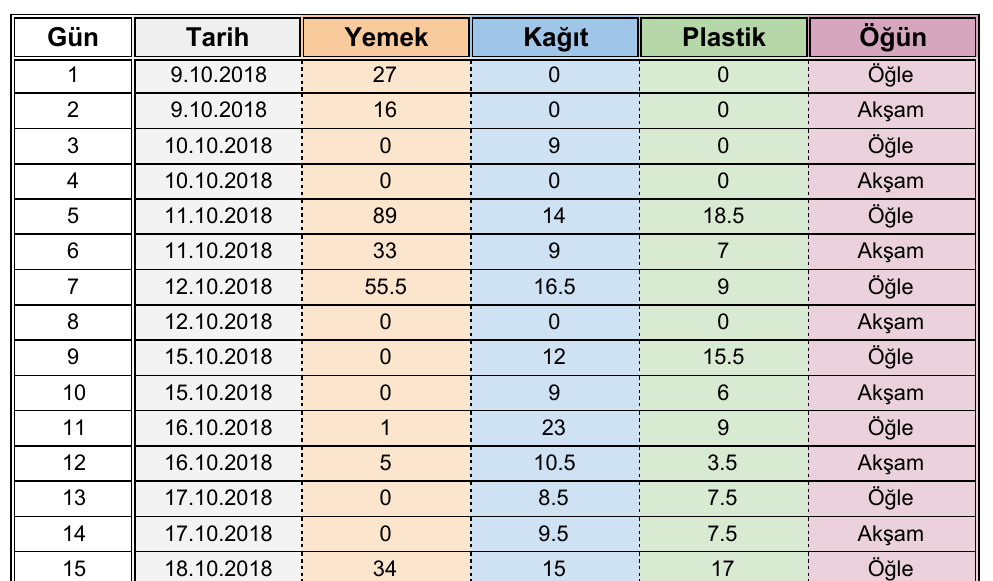 Gün Tarih Yemek Kağıt Plastik Öğün
1 9.10.2018 27 0 0 Öğle
2 9.10.2018 16 0 0 Akşam
3 10.10.2018 0 9 0 Öğle
4 10.10.2018 0 0 0 Akşam
5 11.10.2018 89 14 18.5 Öğle
6 11.10.2018 33 9 7 Akşam
7 12.10.2018 55.5 16.5 9 Öğle
8 12.10.2018 0 0 0 Akşam
9 15.10.2018 0 12 15.5 Öğle
10 15.10.2018 0 9 6 Akşam
11 16.10.2018 1 23 9 Öğle
12 16.10.2018 5 10.5 3.5 Akşam
13 17.10.2018 0 8.5 7.5 Öğle
14 17.10.2018 0 9.5 7.5 Akşam
15 18.10.2018 34 15 17 Öğle